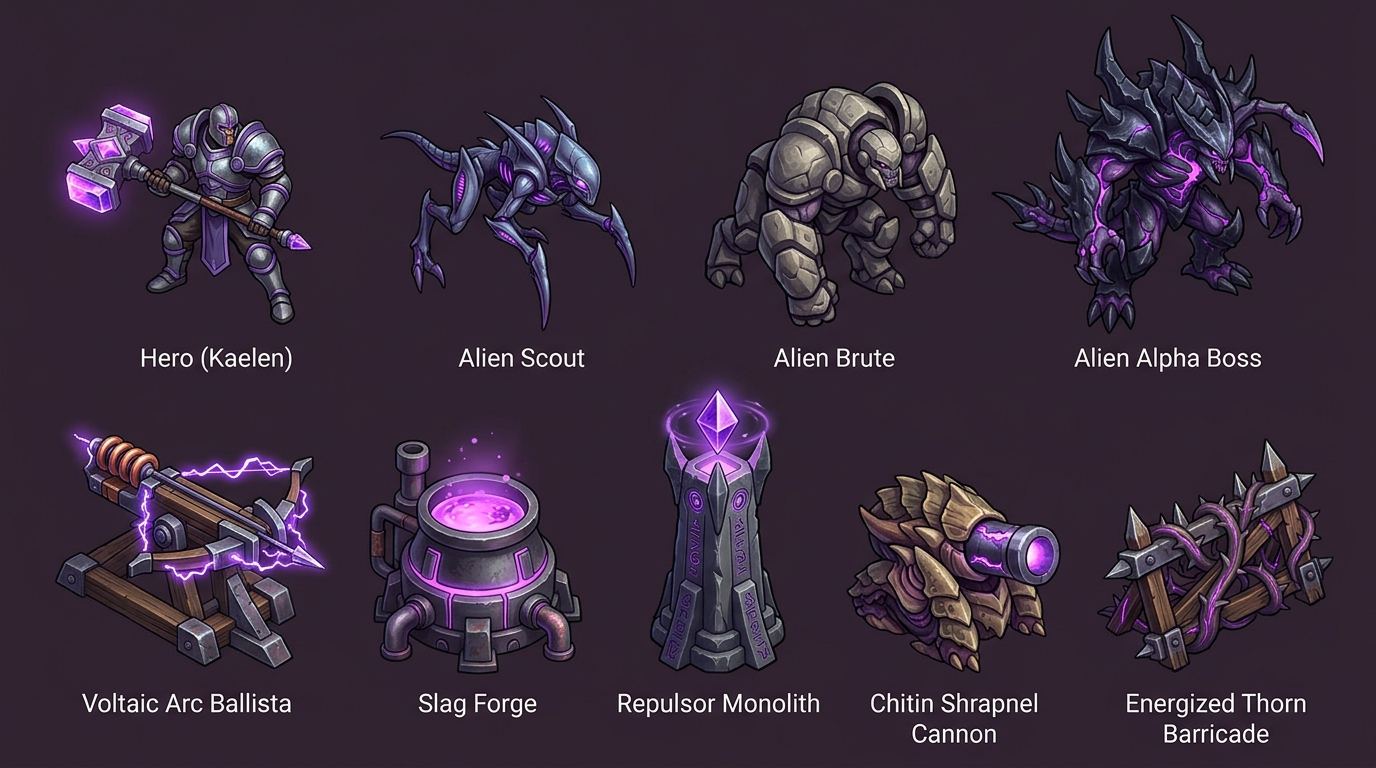 Hero (Kaelen)
Alien Scout
Alien Brute
Alien Alpha Boss
Voltaic Arc Ballista
Slag Forge
Repulsor Monolith
Chitin Shrapnel
Cannon
Energized Thorn
Barricade